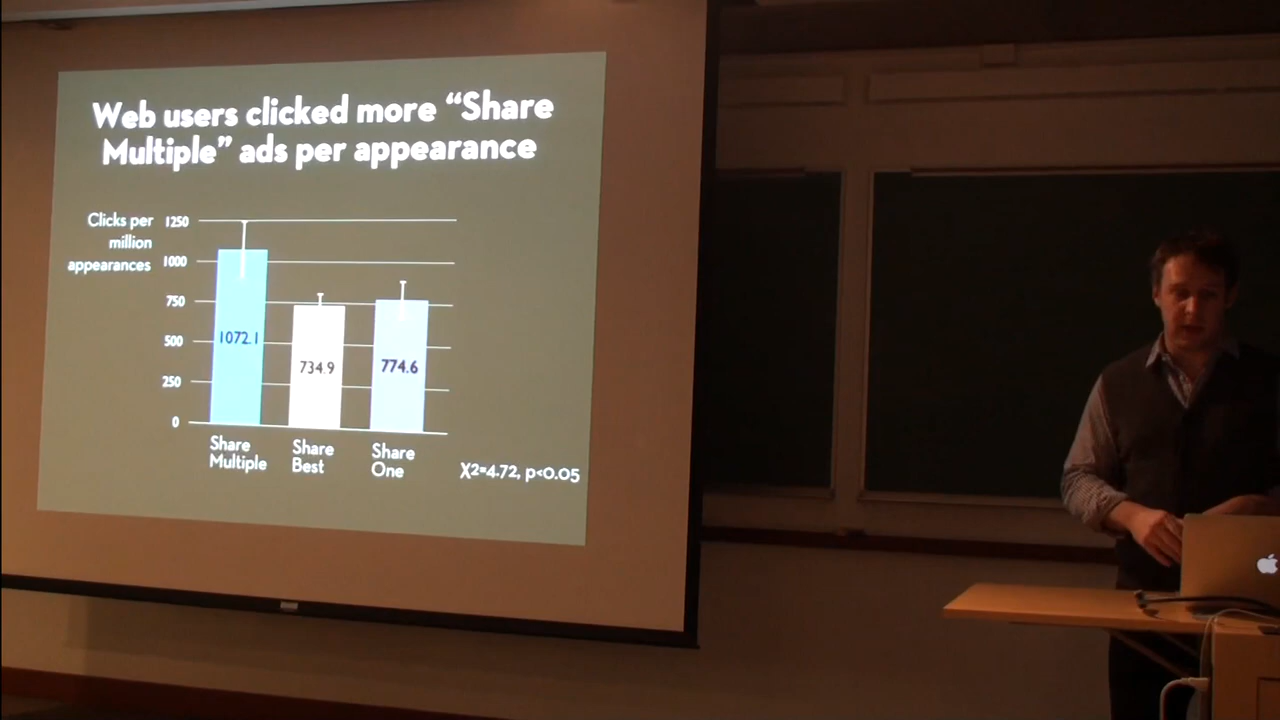 Web users clicked more “Share
Multiple” ads per appearance
Clicks per
million
appearances
1250
1000
750
500
250
0
1072.1
734.9
774.6
Share
Multiple
Share
Best
Share
One
χ2=4.72, p<0.05